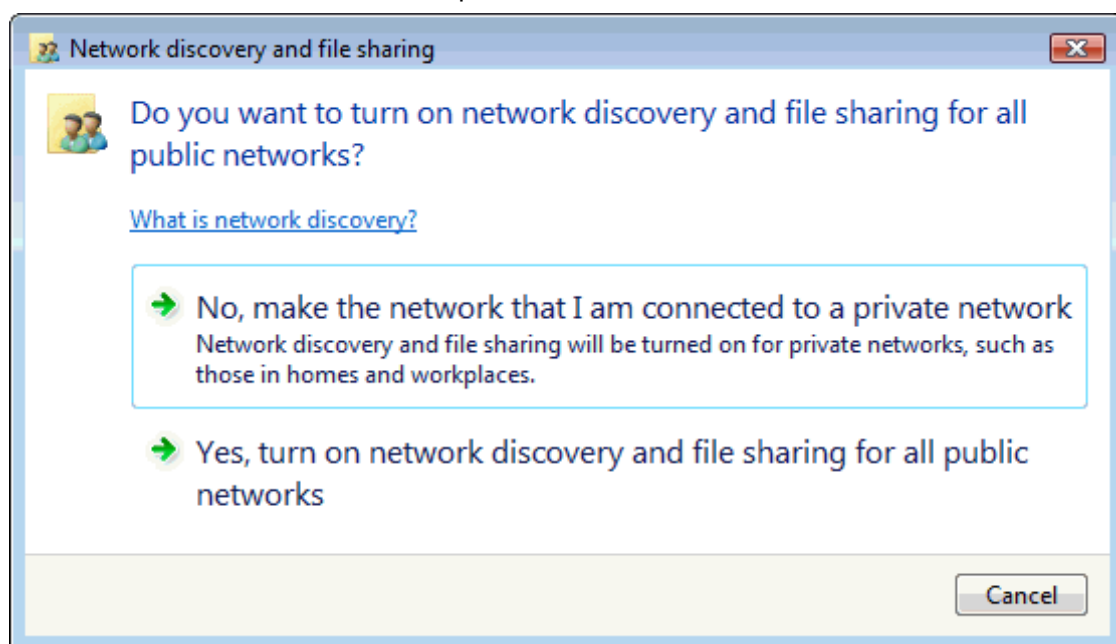 Network discovery and file sharing
Do you want to turn on network discovery and file sharing for all
public networks?
What is network discovery?
No, make the network that I am connected to a private network
Network discovery and file sharing will be turned on for private networks, such as
those in homes and workplaces.
Yes, turn on network discovery and file sharing for all public
networks
Cancel